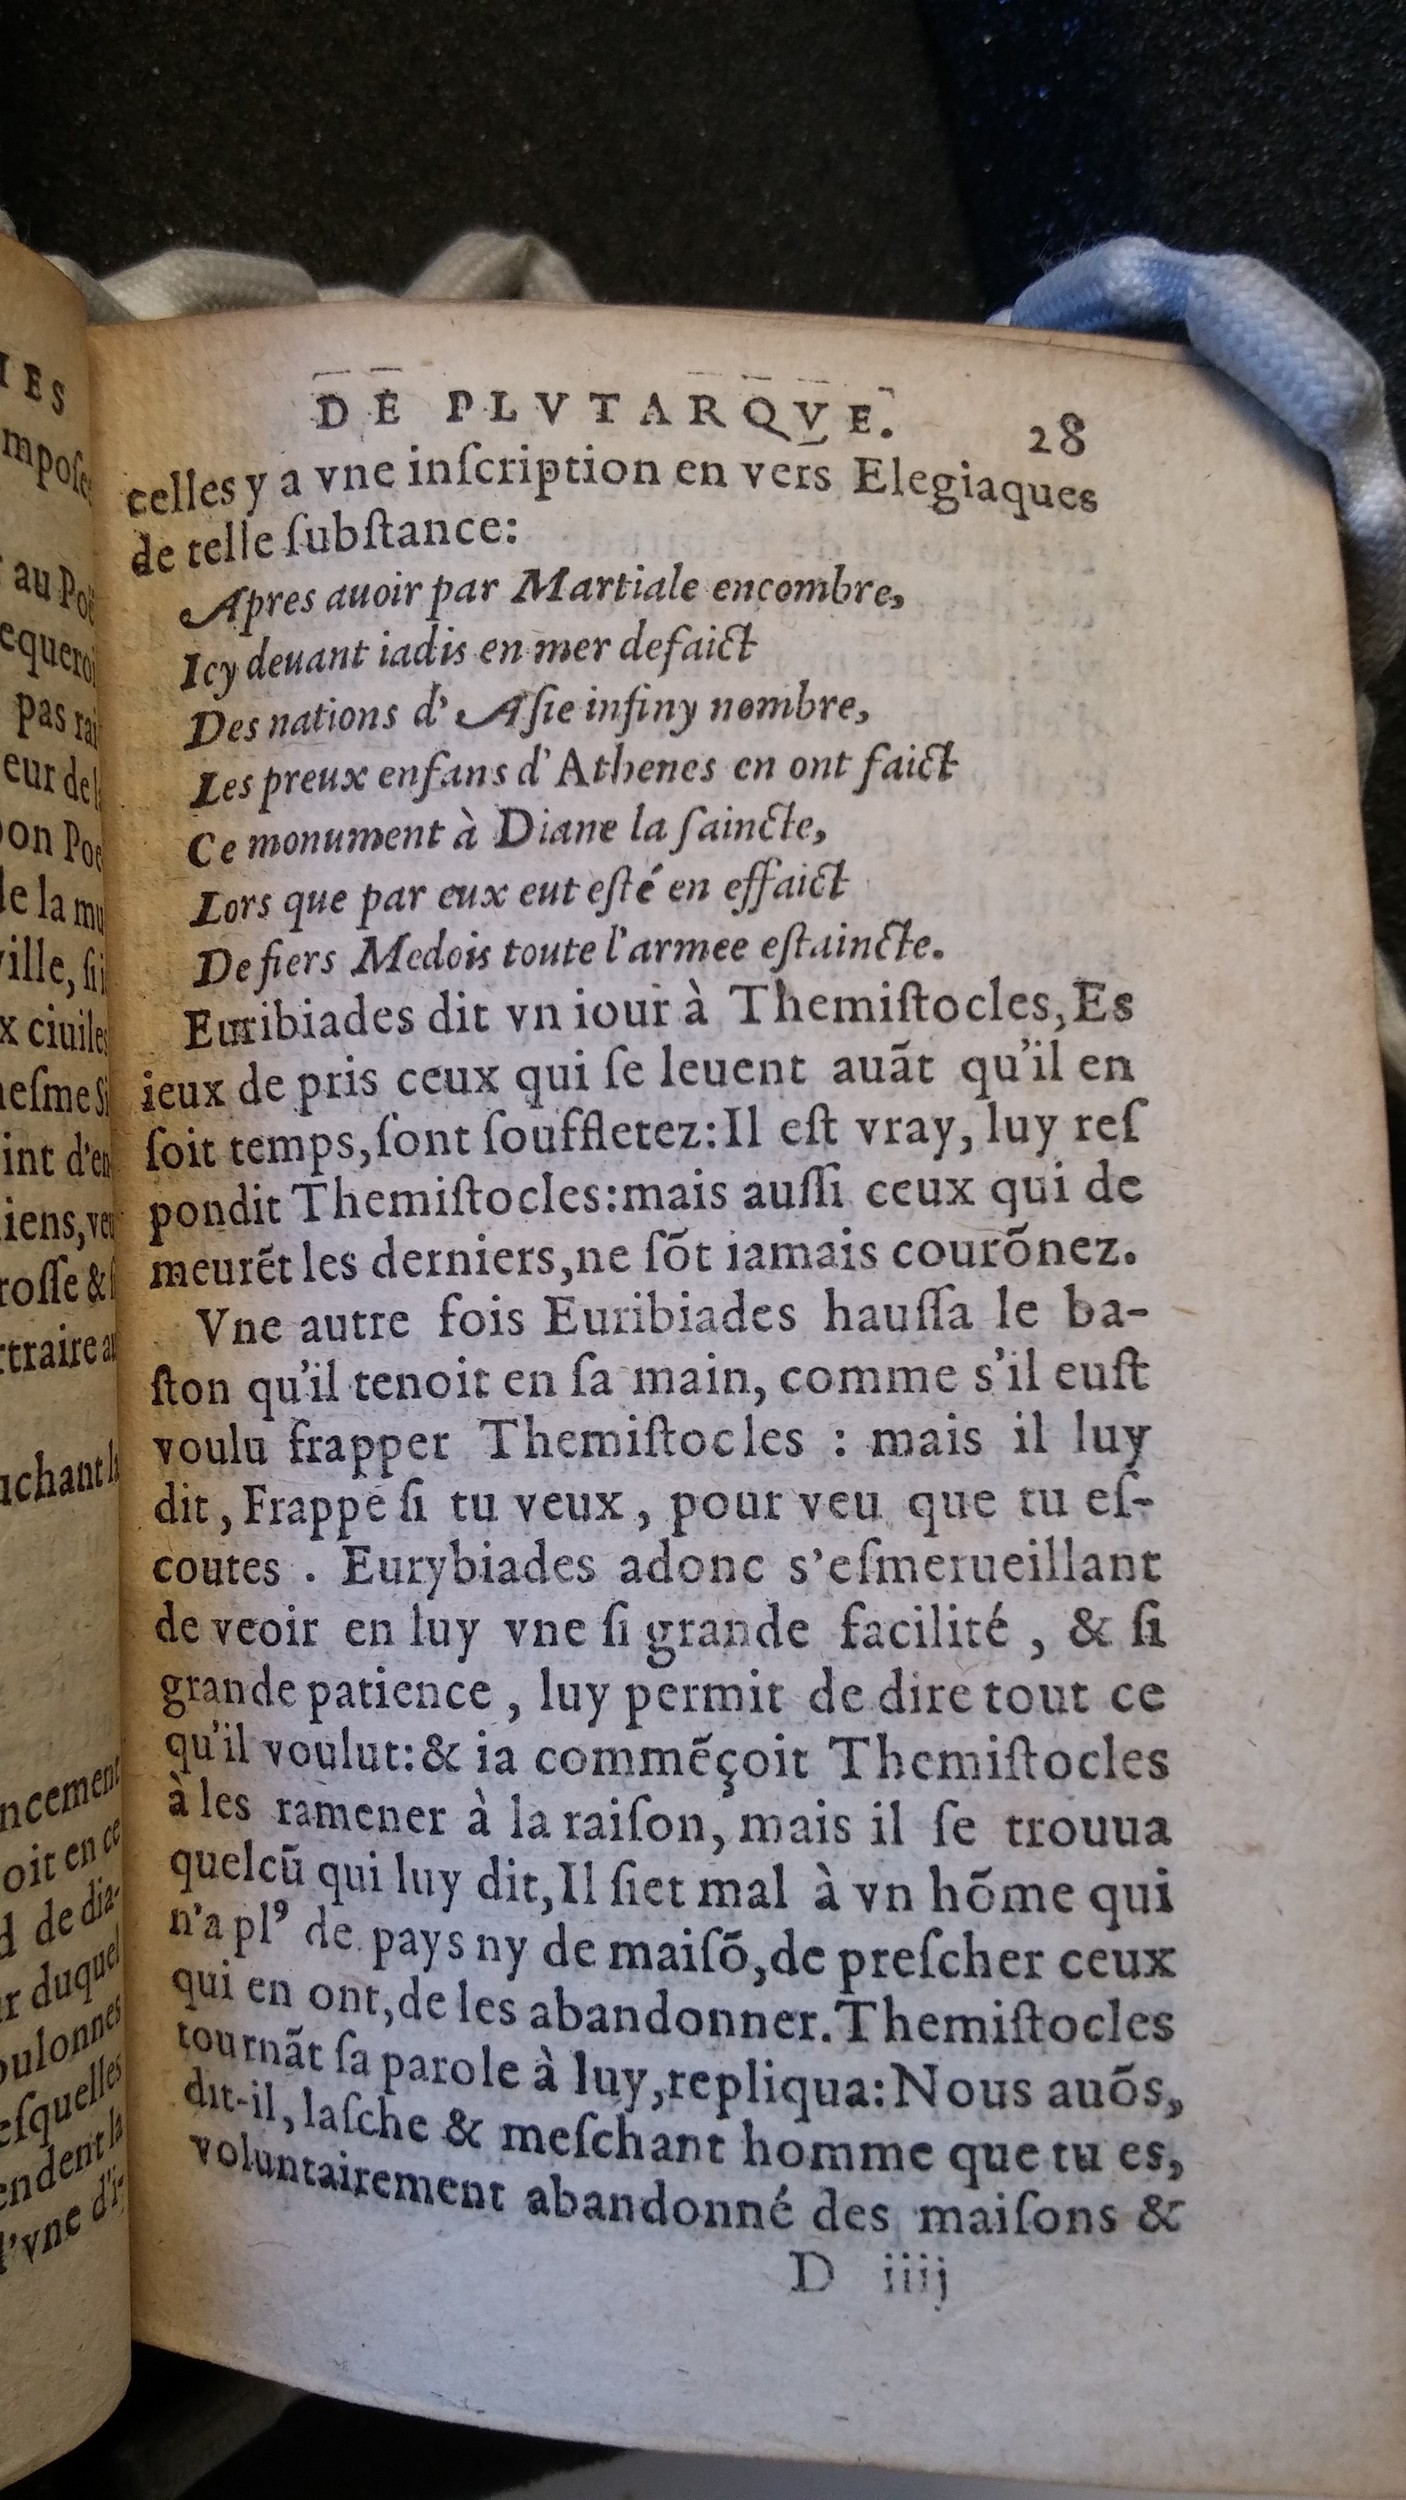 IES
DE PLVTARQVE. 28
celles y a vne inſcription en vers Elegiaques
de telle ſubſtance:
Apres auoir par Martiale encombre,
Icy deuant iadis en mer defaict
Des nations d'Aſie infiny nombre,
Les preux enfans d'Athenes en ont faict
Ce monument à Diane la ſaincte,
Lors que par eux eut eſté en effaict
De fiers Medois toute l'armee eſtaincte.
Euribiades dit vn iour à Themiſtocles, Es
ieux de pris ceux qui ſe leuent auãt qu'il en
ſoit temps, ſont ſouffletez: Il eſt vray, luy reſ
pondit Themiſtocles: mais auſſi ceux qui de
meurẽt les derniers, ne ſõt iamais courõnez.
Vne autre fois Euribiades hauſſa le ba-
ſton qu'il tenoit en ſa main, comme s'il euſt
voulu frapper Themiſtocles : mais il luy
dit, Frappe ſi tu veux, pour veu que tu eſ-
coutes . Eurybiades adonc s'eſmerueillant
de veoir en luy vne ſi grande facilité, & ſi
grande patience, luy permit de dire tout ce
qu'il voulut: & ia commẽçoit Themiſtocles
à les ramener à la raiſon, mais il ſe trouua
quelcũ qui luy dit, Il ſiet mal à vn hõme qui
n'a plꝰ de pays ny de maiſõ, de preſcher ceux
qui en ont, de les abandonner. Themiſtocles
tournãt ſa parole à luy, repliqua: Nous auõs,
dit-il, laſche & meſchant homme que tu es,
voluntairement abandonné des maiſons &
D iiij